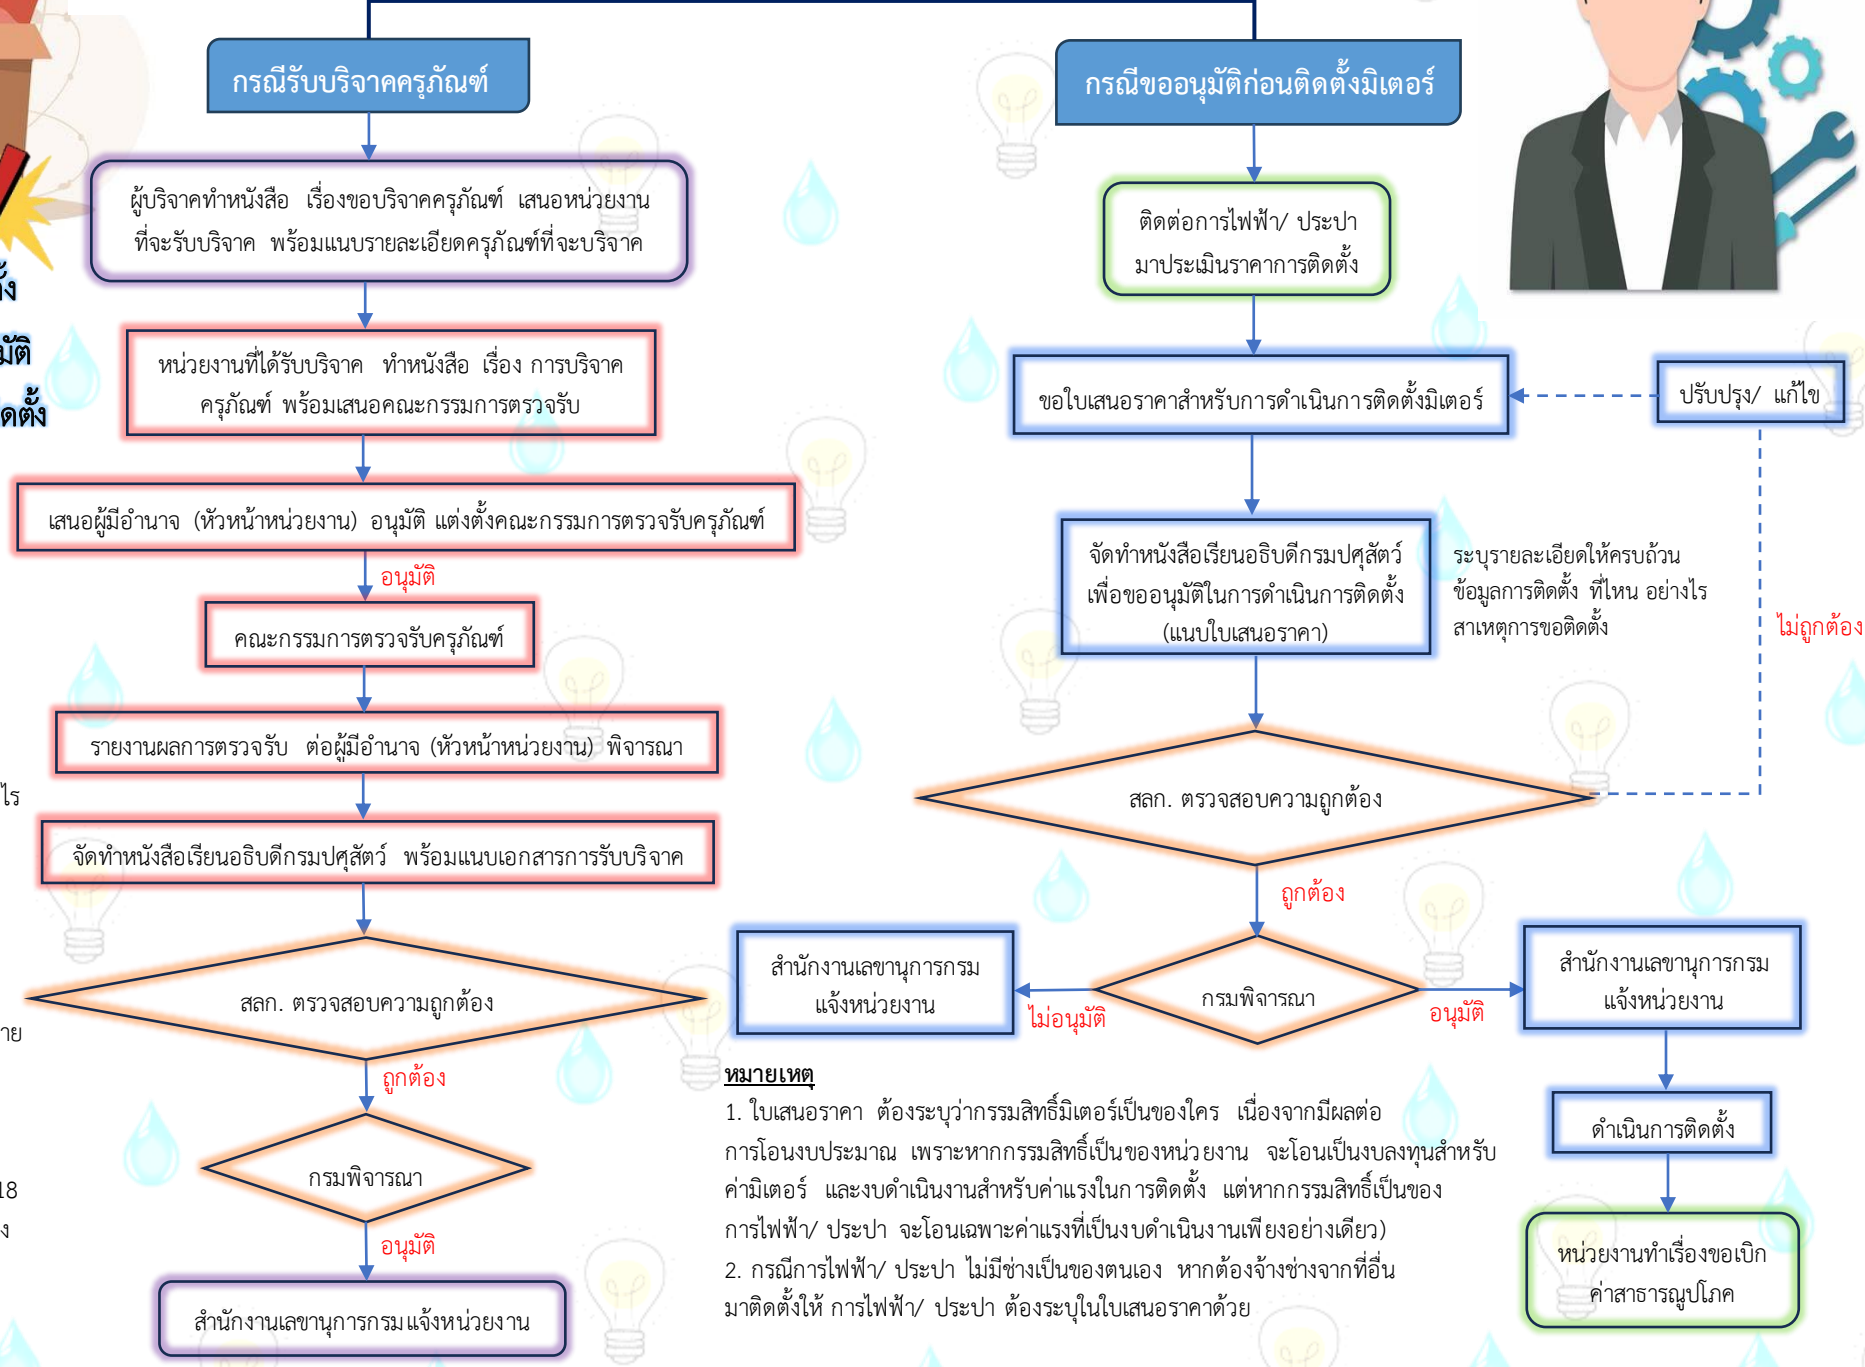 กรณีรับบริจาคครุภัณฑ์
ผู้บริจาคทำหนังสือ เรื่องขอบริจาคครุภัณฑ์ เสนอหน่วยงาน
ที่จะรับบริจาค พร้อมแนบรายละเอียดครุภัณฑ์ที่จะบริจาค
หน่วยงานที่ได้รับบริจาค ทำหนังสือ เรื่อง การบริจาค
ครุภัณฑ์ พร้อมเสนอคณะกรรมการตรวจรับ
เสนอผู้มีอำนาจ (หัวหน้าหน่วยงาน) อนุมัติ แต่งตั้งคณะกรรมการตรวจรับครุภัณฑ์
อนุมัติ
คณะกรรมการตรวจรับครุภัณฑ์
รายงานผลการตรวจรับ ต่อผู้มีอำนาจ (หัวหน้าหน่วยงาน) พิจารณา
จัดทำหนังสือเรียนอธิบดีกรมปศุสัตว์ พร้อมแนบเอกสารการรับบริจาค
สลก. ตรวจสอบความถูกต้อง
ถูกต้อง
กรมพิจารณา
อนุมัติ
สำนักงานเลขานุการกรมแจ้งหน่วยงาน
กรณีขออนุมัติก่อนติดตั้งมิเตอร์
ติดต่อการไฟฟ้า/ ประปา
มาประเมินราคาการติดตั้ง
ขอใบเสนอราคาสำหรับการดำเนินการติดตั้งมิเตอร์
ปรับปรุง/ แก้ไข
จัดทำหนังสือเรียนอธิบดีกรมปศุสัตว์
เพื่อขออนุมัติในการดำเนินการติดตั้ง
(แนบใบเสนอราคา)
ระบุรายละเอียดให้ครบถ้วน
ข้อมูลการติดตั้ง ที่ไหน อย่างไร
สาเหตุการขอติดตั้ง
ไม่ถูกต้อง
สลก. ตรวจสอบความถูกต้อง
ถูกต้อง
กรมพิจารณา
ไม่อนุมัติ
สำนักงานเลขานุการกรม
แจ้งหน่วยงาน
อนุมัติ
สำนักงานเลขานุการกรม
แจ้งหน่วยงาน
ดำเนินการติดตั้ง
หน่วยงานทำเรื่องขอเบิก
ค่าสาธารณูปโภค
หมายเหตุ
1. ใบเสนอราคา ต้องระบุว่ากรรมสิทธิ์มิเตอร์เป็นของใคร เนื่องจากมีผลต่อ
การโอนงบประมาณ เพราะหากกรรมสิทธิ์เป็นของหน่วยงาน จะโอนเป็นงบลงทุนสำหรับ
ค่ามิเตอร์ และงบดำเนินงานสำหรับค่าแรงในการติดตั้ง แต่หากกรรมสิทธิ์เป็นของ
การไฟฟ้า/ ประปา จะโอนเฉพาะค่าแรงที่เป็นงบดำเนินงานเพียงอย่างเดียว)
2. กรณีการไฟฟ้า/ ประปา ไม่มีช่างเป็นของตนเอง หากต้องจ้างช่างจากที่อื่น
มาติดตั้งให้ การไฟฟ้า/ ประปา ต้องระบุในใบเสนอราคาด้วย
18